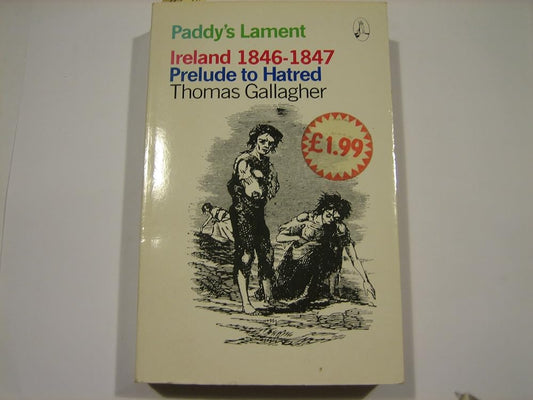 Paddy's Lament
Ireland 1846-1847
Prelude to Hatred
Thomas Gallagher
£1.99